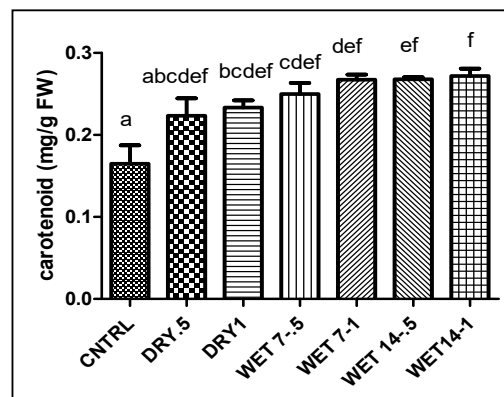 carotenoid (mg/g FW)
0.3
0.2
0.1
0.0
a
abcdef
bcdef
cdef
def
ef
f
CNTRL
DRY.5
DRY1
WET 7-.5
WET 7-1
WET 14-.5
WET14-1